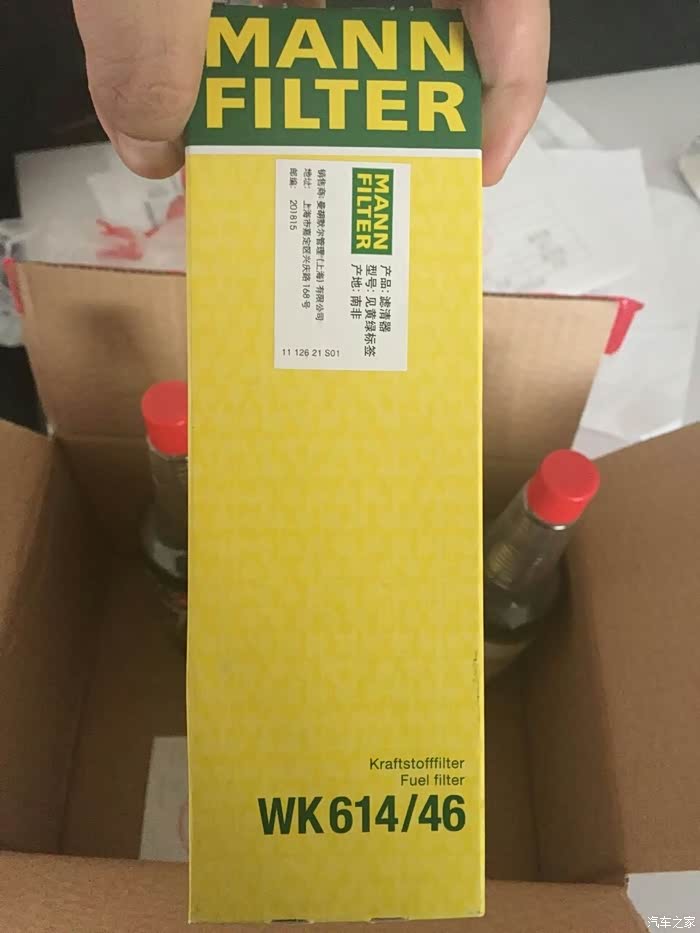 MANN
FILTER
MANN
FILTER
产品: 滤清器
型号: 见黄绿标签
产地: 南非
销售商: 曼胡默尔管理(上海)有限公司
地址: 上海市嘉定区兴庆路168号
邮编: 201815
11 126 21 S01
Kraftstofffilter
Fuel filter
WK 614/46
汽车之家